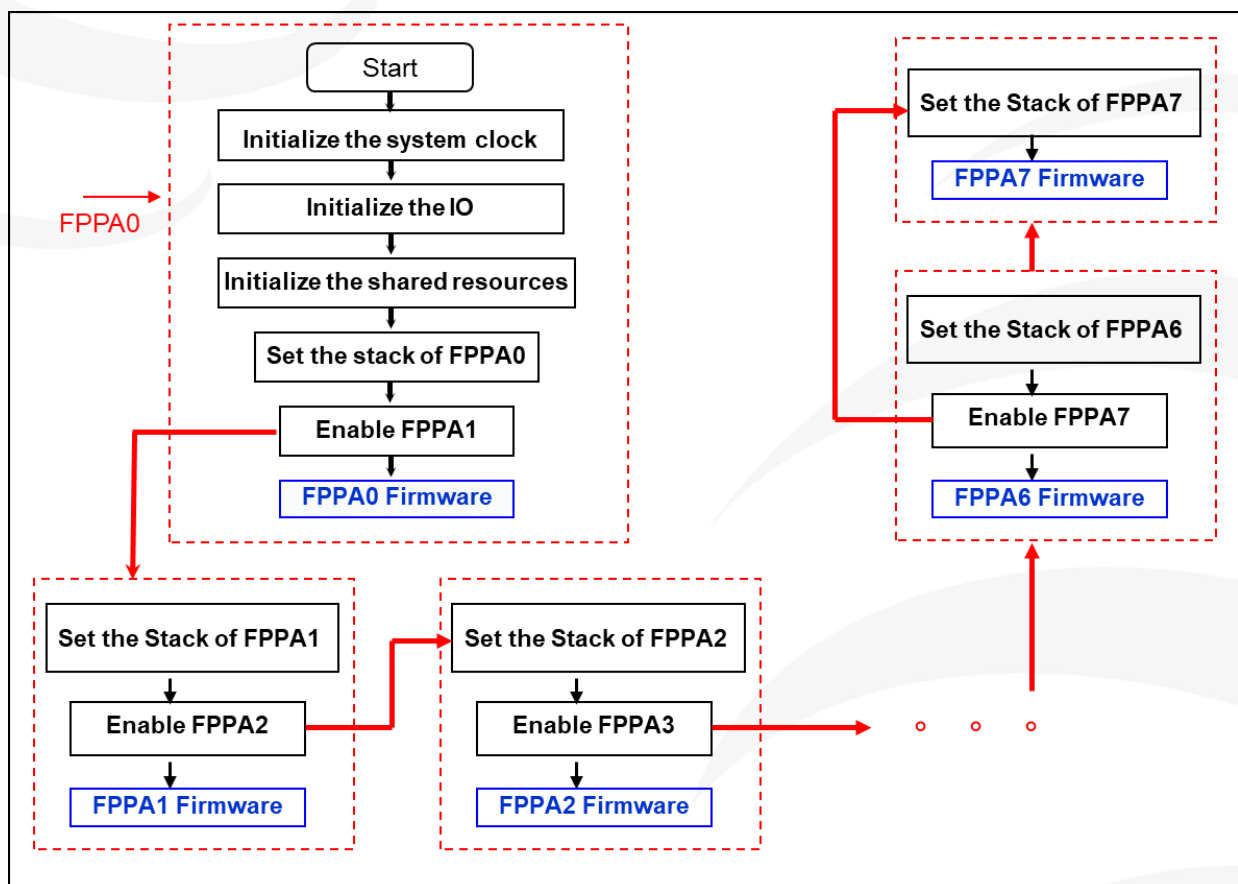 Start
Initialize the system clock
Initialize the IO
FPPA0
Initialize the shared resources
Set the stack of FPPA0
Enable FPPA1
FPPA0 Firmware
Set the Stack of FPPA1
Enable FPPA2
FPPA1 Firmware
Set the Stack of FPPA2
Enable FPPA3
FPPA2 Firmware
Set the Stack of FPPA6
Enable FPPA7
FPPA6 Firmware
Set the Stack of FPPA7
FPPA7 Firmware